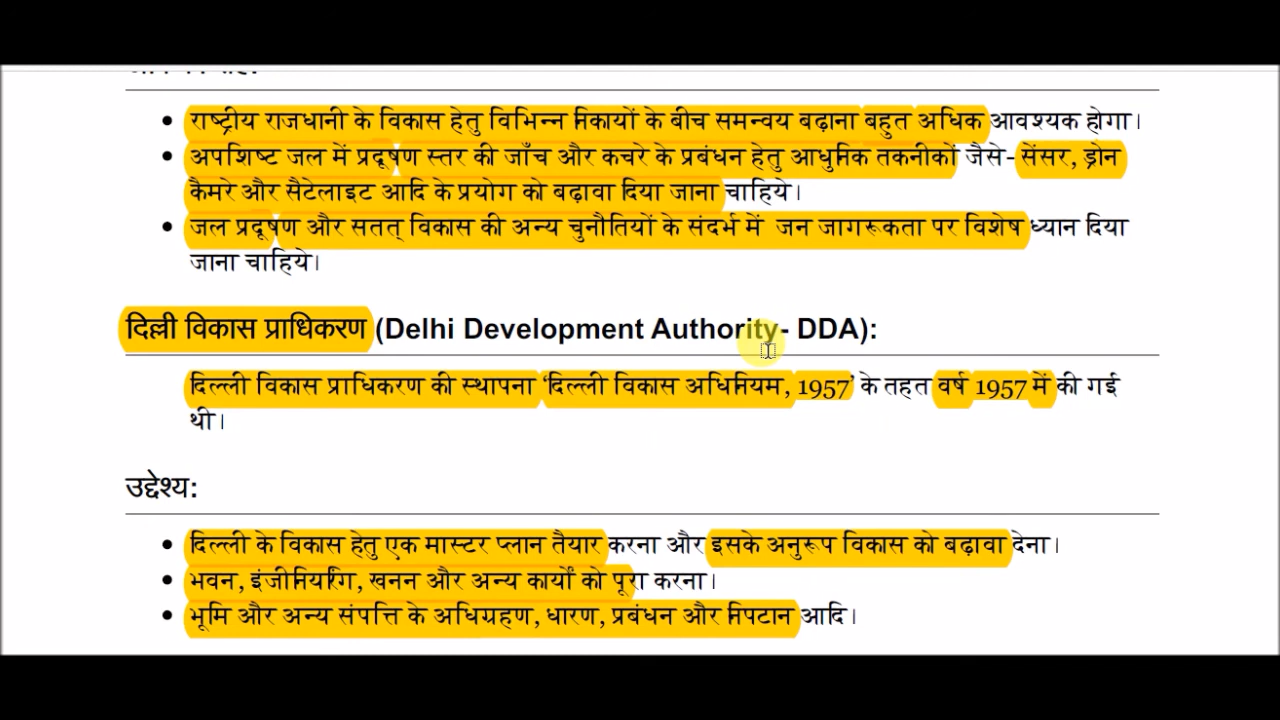 राष्ट्रीय राजधानी के विकास हेतु विभिन्न निकायों के बीच समन्वय बढ़ाना बहुत अधिक आवश्यक होगा।
अपशिष्ट जल में प्रदूषण स्तर की जाँच और कचरे के प्रबंधन हेतु आधुनिक तकनीकों जैसे- सेंसर, ड्रोन
कैमरे और सैटेलाइट आदि के प्रयोग को बढ़ावा दिया जाना चाहिये।
जल प्रदूषण और सतत् विकास की अन्य चुनौतियों के संदर्भ में जन जागरूकता पर विशेष ध्यान दिया
जाना चाहिये।
दिल्ली विकास प्राधिकरण (Delhi Development Authority- DDA):
दिल्ली विकास प्राधिकरण की स्थापना ‘दिल्ली विकास अधिनियम, 1957’ के तहत वर्ष 1957 में की गई
थी।
उद्देश्य:
दिल्ली के विकास हेतु एक मास्टर प्लान तैयार करना और इसके अनुरूप विकास को बढ़ावा देना।
भवन, इंजीनियरिंग, खनन और अन्य कार्यों को पूरा करना।
भूमि और अन्य संपत्ति के अधिग्रहण, धारण, प्रबंधन और निपटान आदि।